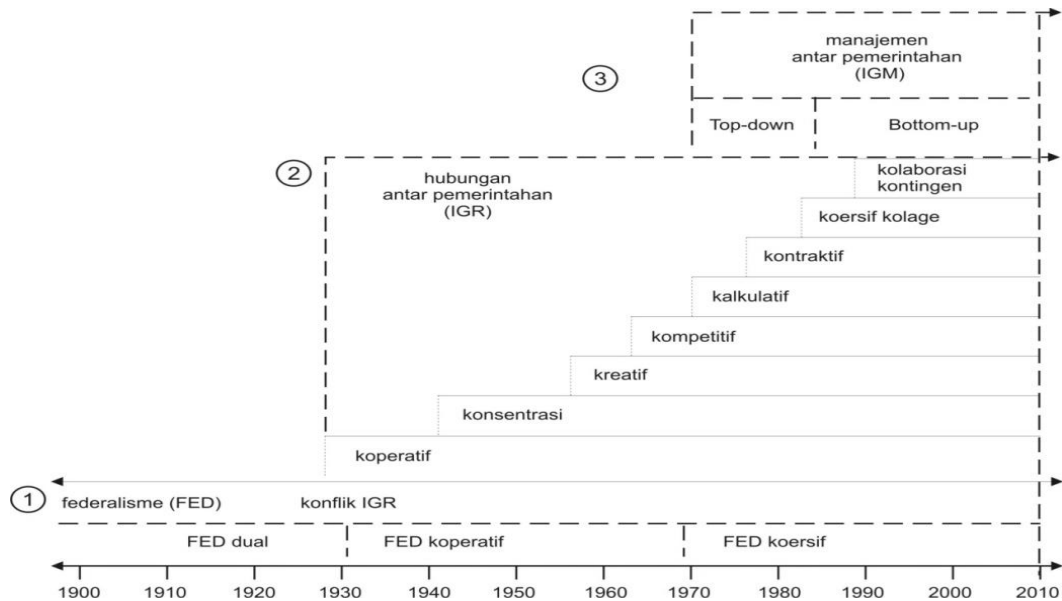 manajemen
antar pemerintahan
(IGM)
3
Top-down Bottom-up
2
hubungan
antar pemerintahan
(IGR)
kolaborasi
kontingen
koersif kolage
kontraktif
kalkulatif
kompetitif
kreatif
konsentrasi
koperatif
1
federalisme (FED) konflik IGR
FED dual FED koperatif FED koersif
1900 1910 1920 1930 1940 1950 1960 1970 1980 1990 2000 2010